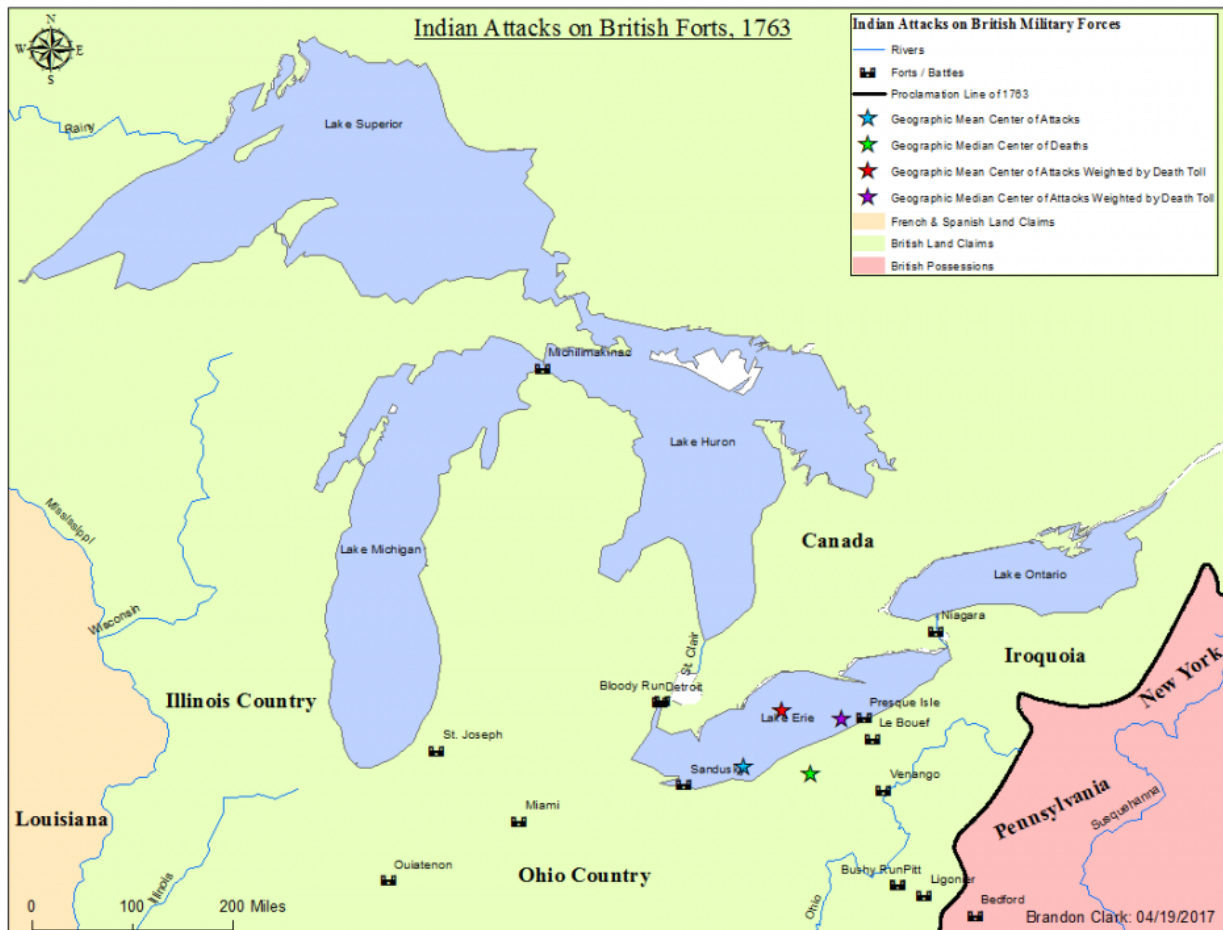 Indian Attacks on British Forts, 1763
N
W E
S
Indian Attacks on British Military Forces
Rivers
Forts / Battles
Proclamation Line of 1763
Geographic Mean Center of Attacks
Geographic Median Center of Deaths
Geographic Mean Center of Attacks Weighted by Death Toll
Geographic Median Center of Attacks Weighted by Death Toll
French & Spanish Land Claims
British Land Claims
British Possessions
Rainy
Lake Superior
Michilimakinac
Lake Huron
Mississippi
Lake Michigan
Canada
Lake Ontario
Wisconsin
Niagara
St. Clair
Iroquoia
New York
Illinois Country
Bloody Run
Detroit
Presque Isle
Lake Erie
Le Bouef
St. Joseph
Sandusky
Venango
Louisiana
Miami
Pennsylvania
Susquehanna
Ouiatenon
Ohio Country
Bushy Run
Pitt
Ligonier
Illinois
Ohio
Bedford
0 100 200 Miles
Brandon Clark: 04/19/2017